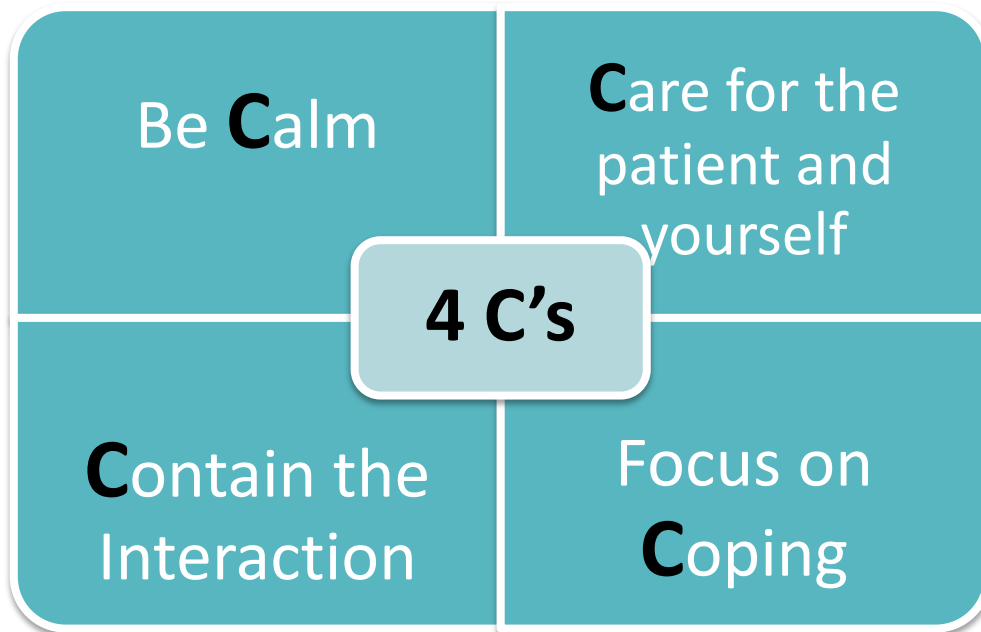 Be Calm
Care for the
patient and
yourself
4 C’s
Contain the
Interaction
Focus on
Coping